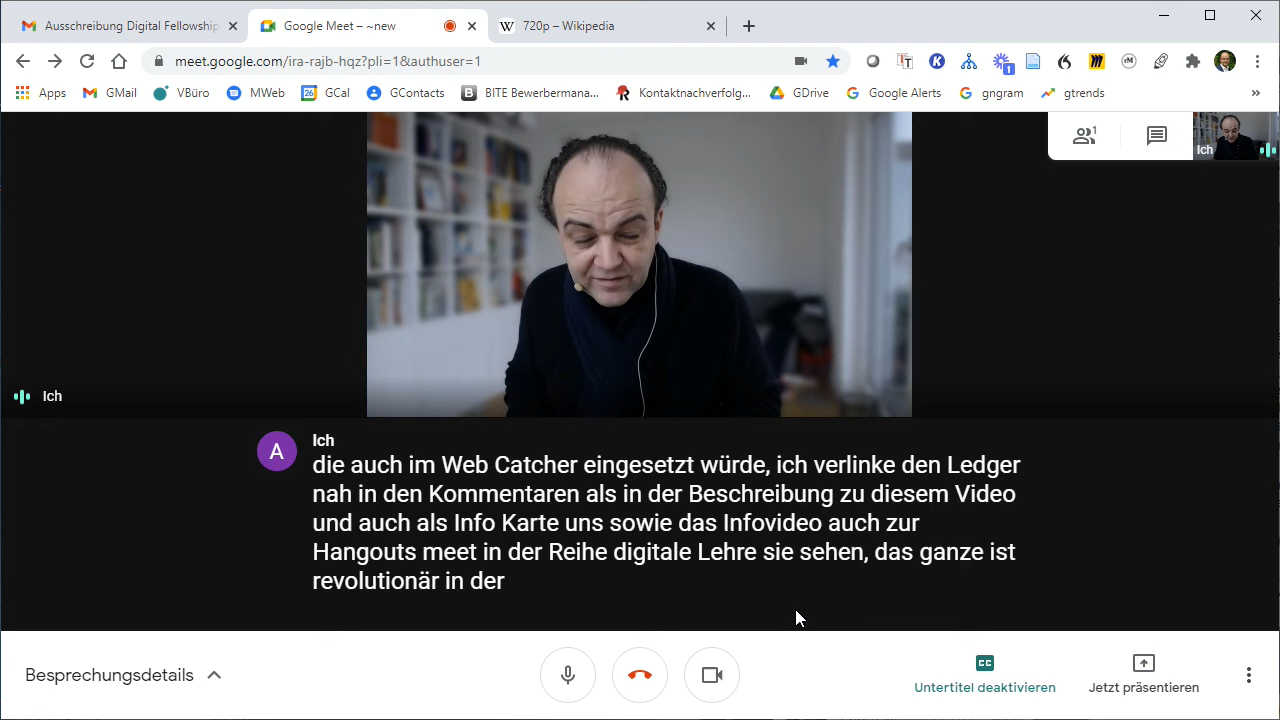 Ausschreibung Digital Fellowship
Google Meet – ~new
720p – Wikipedia
meet.google.com/iia-rajb-hqz?pli=1&authuser=1
Apps
GMail
VBüro
MWeb
GCal
GContacts
BITE Bewerbermana...
Kontaktnachverfolg...
GDrive
Google Alerts
gngram
gtrends
»
1
Ich
Ich
A
Ich
die auch im Web Catcher eingesetzt würde, ich verlinke den Ledger
nah in den Kommentaren als in der Beschreibung zu diesem Video
und auch als Info Karte uns sowie das Infovideo auch zur
Hangouts meet in der Reihe digitale Lehre sie sehen, das ganze ist
revolutionär in der
Besprechungsdetails
Untertitel deaktivieren
Jetzt präsentieren